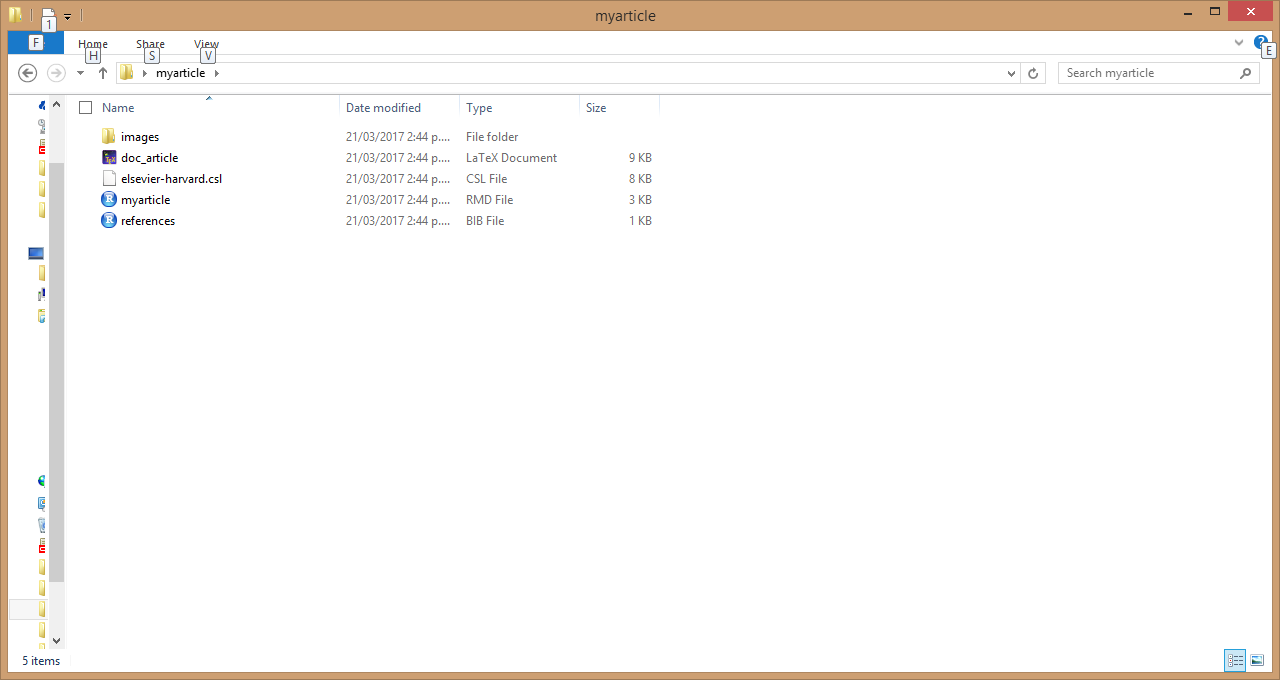 myarticle
1
F
Home Share View
H S V E
myarticle
Search myarticle
Name Date modified Type Size
images 21/03/2017 2:44 p.... File folder
doc_article 21/03/2017 2:44 p.... LaTeX Document 9 KB
elsevier-harvard.csl 21/03/2017 2:44 p.... CSL File 8 KB
myarticle 21/03/2017 2:44 p.... RMD File 3 KB
references 21/03/2017 2:44 p.... BIB File 1 KB
5 items